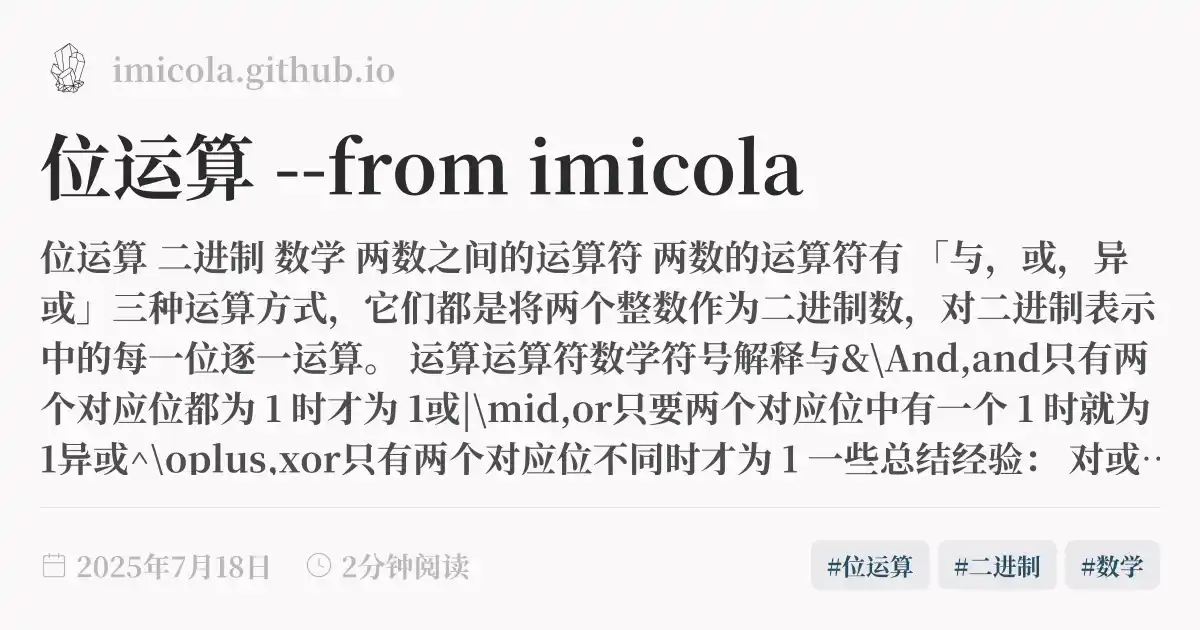 imicola.github.io
位运算 --from imicola
位运算 二进制 数学 两数之间的运算符 两数的运算符有 「与，或，异
或」三种运算方式，它们都是将两个整数作为二进制数，对二进制表示
中的每一位逐一运算。 运算运算符数学符号解释与&\And,and只有两
个对应位都为 1 时才为 1或|\mid,or只要两个对应位中有一个 1 时就为
1异或^\oplus,xor只有两个对应位不同时才为 1 一些总结经验： 对或…
2025年7月18日 2分钟阅读 #位运算 #二进制 #数学